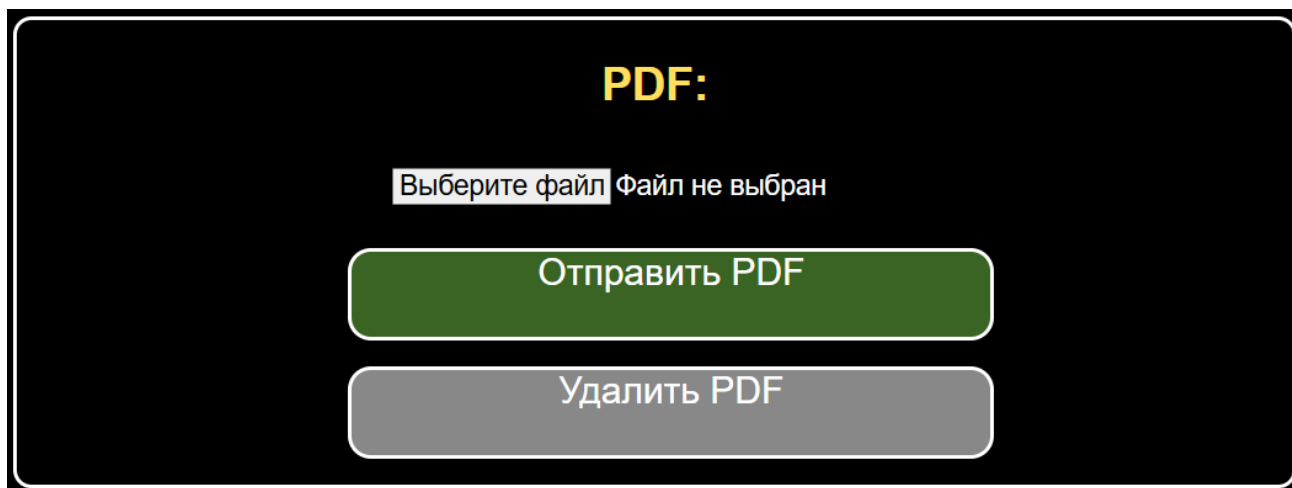 PDF:
Выберите файл Файл не выбран
Отправить PDF
Удалить PDF